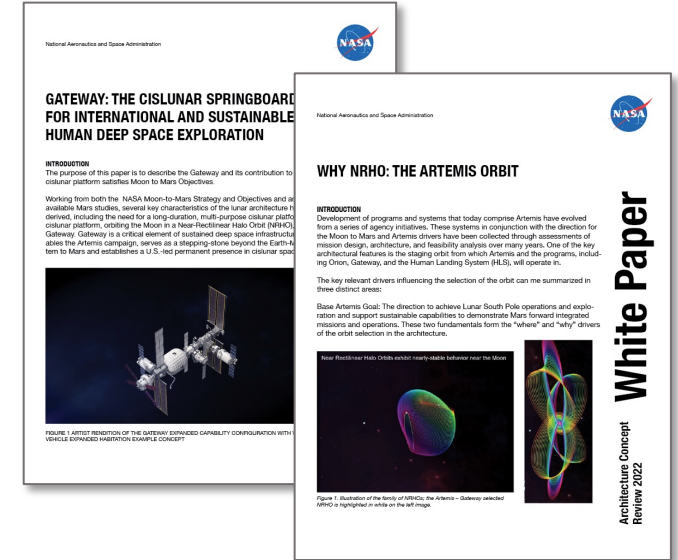 National Aeronautics and Space Administration
NASA
GATEWAY: THE CISLUNAR SPRINGBOARD
FOR INTERNATIONAL AND SUSTAINABLE
HUMAN DEEP SPACE EXPLORATION
INTRODUCTION
The purpose of this paper is to describe the Gateway and its contribution to
cislunar platform satisfies Moon to Mars Objectives.
Working from both the NASA Moon-to-Mars Strategy and Objectives and
available Mars studies, several key characteristics of the lunar architecture
derived, including the need for a long-duration, multi-purpose cislunar
cislunar platform, orbiting the Moon in a Near-Rectilinear Halo Orbit (NRHO),
Gateway. Gateway is a critical element of sustained deep space
ables the Artemis campaign, serves as a stepping-stone beyond the
tem to Mars and establishes a U.S.-led permanent presence in cislunar
FIGURE 1 ARTIST RENDITION OF THE GATEWAY EXPANDED CAPABILITY CONFIGURATION WITH
VEHICLE EXPANDED HABITATION EXAMPLE CONCEPT
National Aeronautics and Space Administration
NASA
WHY NRHO: THE ARTEMIS ORBIT
INTRODUCTION
Development of programs and systems that today comprise Artemis have evolved
from a series of agency initiatives. These systems in conjunction with the direction for
the Moon to Mars and Artemis drivers have been collected through assessments of
mission design, architecture, and feasibility analysis over many years. One of the key
architectural features is the staging orbit from which Artemis and the programs, includ-
ing Orion, Gateway, and the Human Landing System (HLS), will operate in.
The key relevant drivers influencing the selection of the orbit can me summarized in
three distinct areas:
Base Artemis Goal: The direction to achieve Lunar South Pole operations and explo-
ration and support sustainable capabilities to demonstrate Mars forward integrated
missions and operations. These two fundamentals form the "where" and "why" drivers
of the orbit selection in the architecture.
Near Rectilinear Halo Orbits exhibit nearly-stable behavior near the Moon
Figure 1. Illustration of the family of NRHOs; the Artemis – Gateway selected
NRHO is highlighted in white on the left image.
White Paper
Architecture Concept
Review 2022